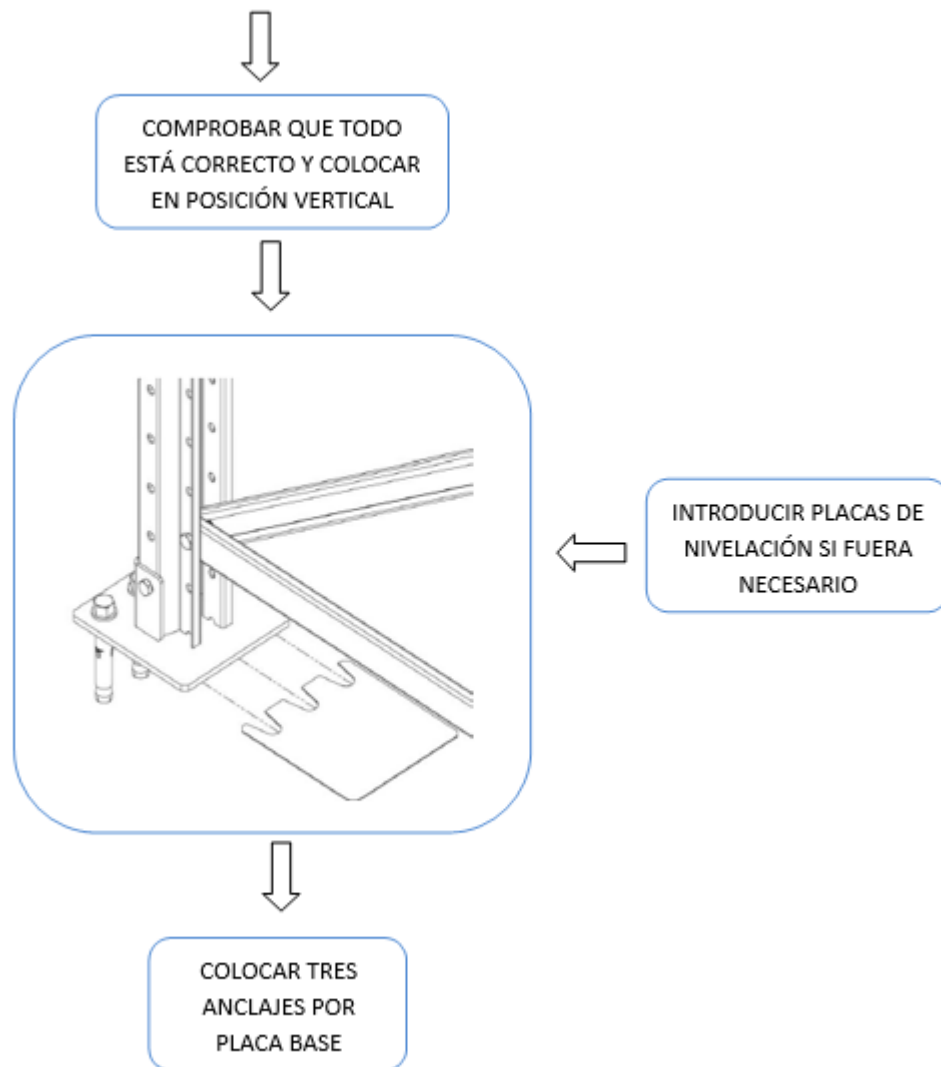 COMPROBAR QUE TODO
ESTÁ CORRECTO Y COLOCAR
EN POSICIÓN VERTICAL
INTRODUCIR PLACAS DE
NIVELACIÓN SI FUERA
NECESARIO
COLOCAR TRES
ANCLAJES POR
PLACA BASE